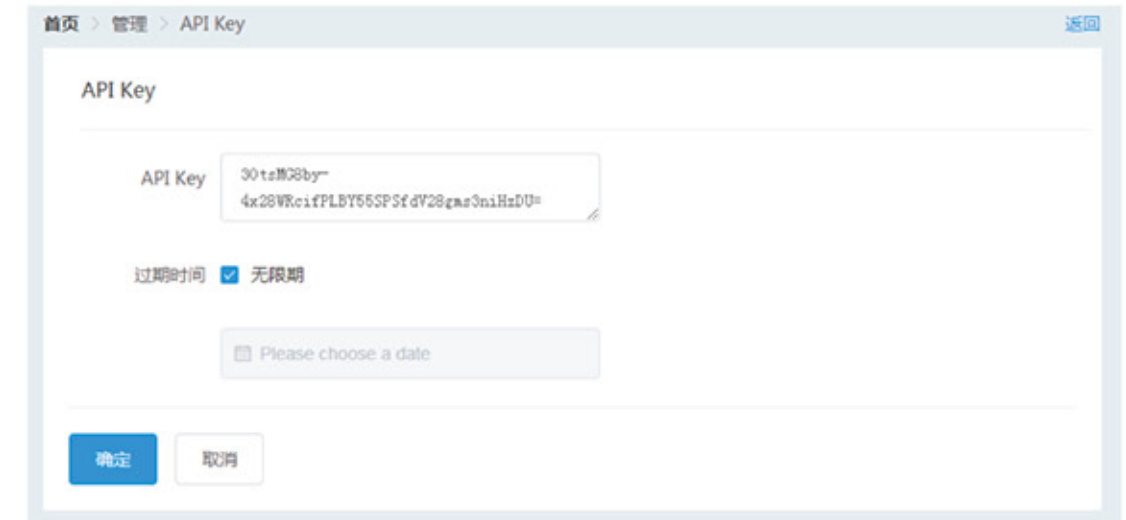 首页 > 管理 > API Key 返回
API Key
API Key
30tsMG8by-
4x28WRcifPLBY55SPSfdV28gms3niHzDU=
过期时间 无限期
Please choose a date
确定 取消